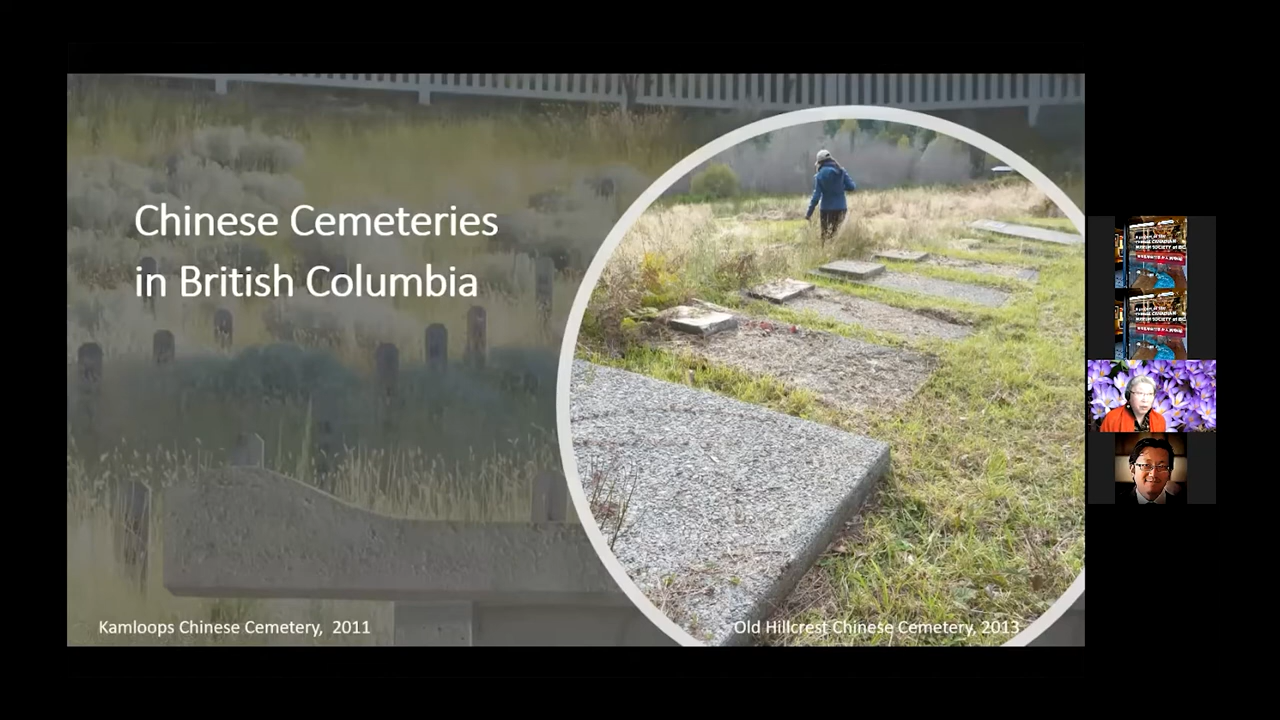 Chinese Cemeteries
in British Columbia
Kamloops Chinese Cemetery, 2011
Old Hillcrest Chinese Cemetery, 2013